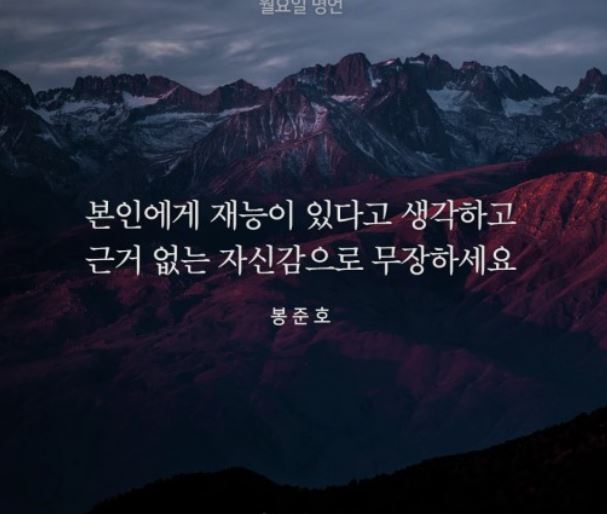 월요일 명언
본인에게 재능이 있다고 생각하고
근거 없는 자신감으로 무장하세요
봉준호